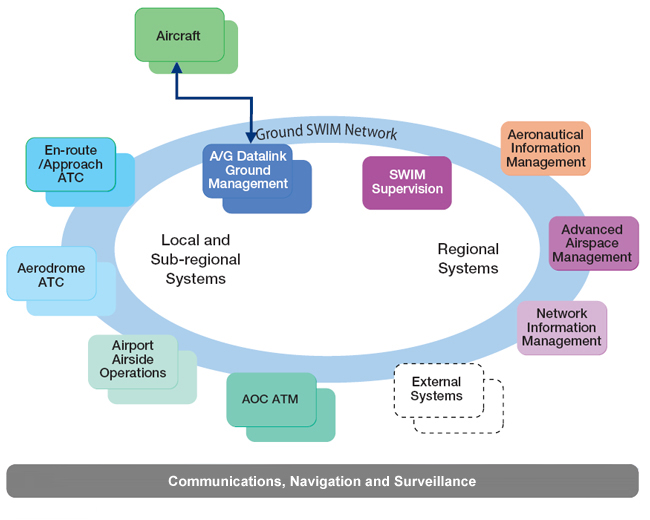 Aircraft
Ground SWIM Network
En-route
/Approach
ATC
A/G Datalink
Ground
Management
SWIM
Supervision
Aeronautical
Information
Management
Local and
Sub-regional
Systems
Regional
Systems
Advanced
Airspace
Management
Aerodrome
ATC
Network
Information
Management
Airport
Airside
Operations
AOC ATM
External
Systems
Communications, Navigation and Surveillance